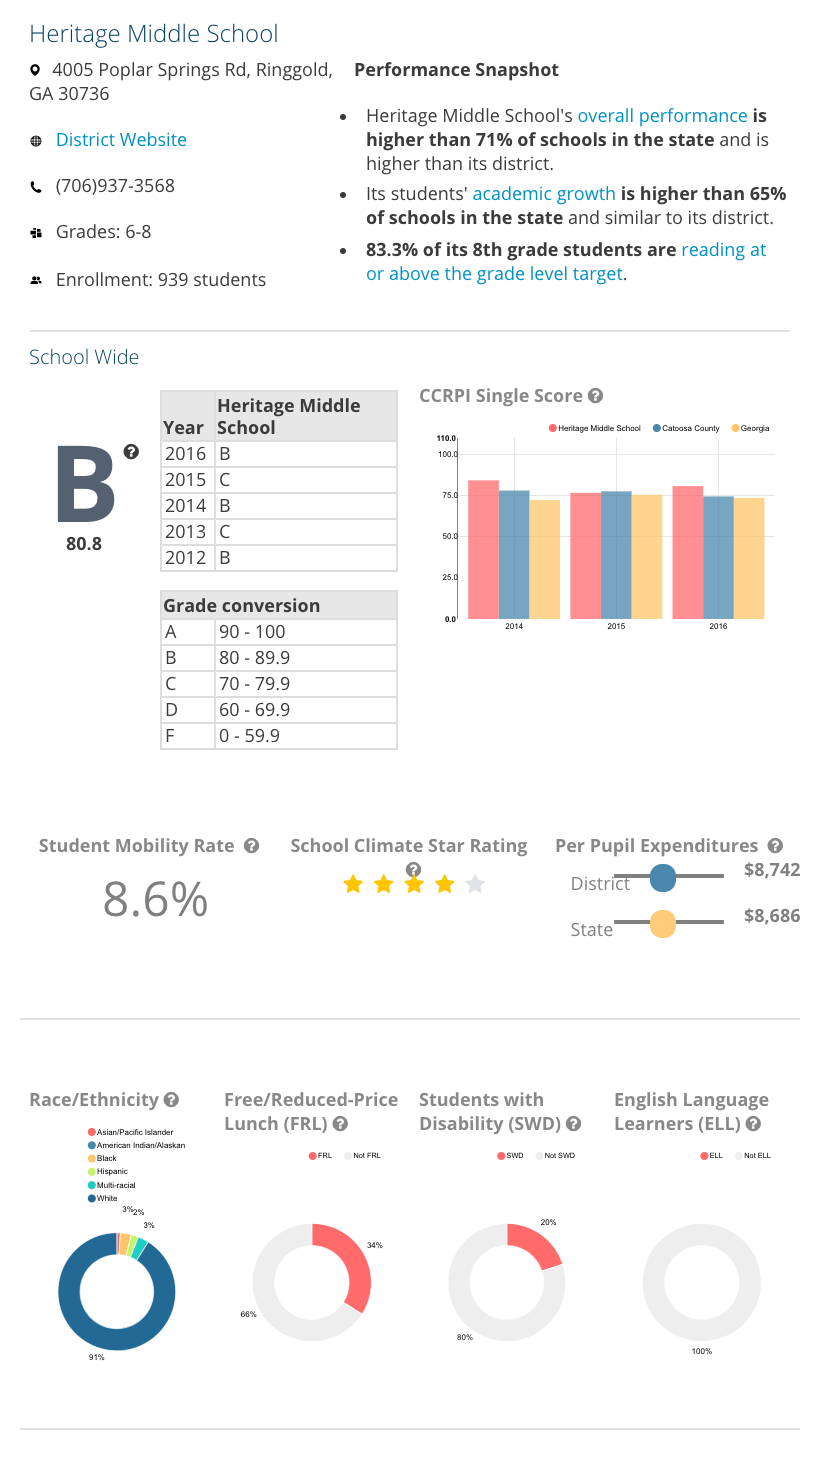 Heritage Middle School
4005 Poplar Springs Rd, Ringgold,
GA 30736
District Website
(706)937-3568
Grades: 6-8
Enrollment: 939 students
Performance Snapshot
Heritage Middle School's overall performance is
higher than 71% of schools in the state and is
higher than its district.
Its students' academic growth is higher than 65%
of schools in the state and similar to its district.
83.3% of its 8th grade students are reading at
or above the grade level target.
School Wide
B
80.8
Year Heritage Middle School
2016 B
2015 C
2014 B
2013 C
2012 B
Grade conversion
A 90 - 100
B 80 - 89.9
C 70 - 79.9
D 60 - 69.9
F 0 - 59.9
CCRPI Single Score
Heritage Middle School Catoosa County Georgia
110.0
100.0
75.0
50.0
25.0
0.0
2014 2015 2016
Student Mobility Rate
8.6%
School Climate Star Rating
Per Pupil Expenditures
District $8,742
State $8,686
Race/Ethnicity
Asian/Pacific Islander
American Indian/Alaskan
Black
Hispanic
Multi-racial
White
3% 2%
3%
91%
Free/Reduced-Price
Lunch (FRL)
FRL Not FRL
34%
66%
Students with
Disability (SWD)
SWD Not SWD
20%
80%
English Language
Learners (ELL)
ELL Not ELL
100%